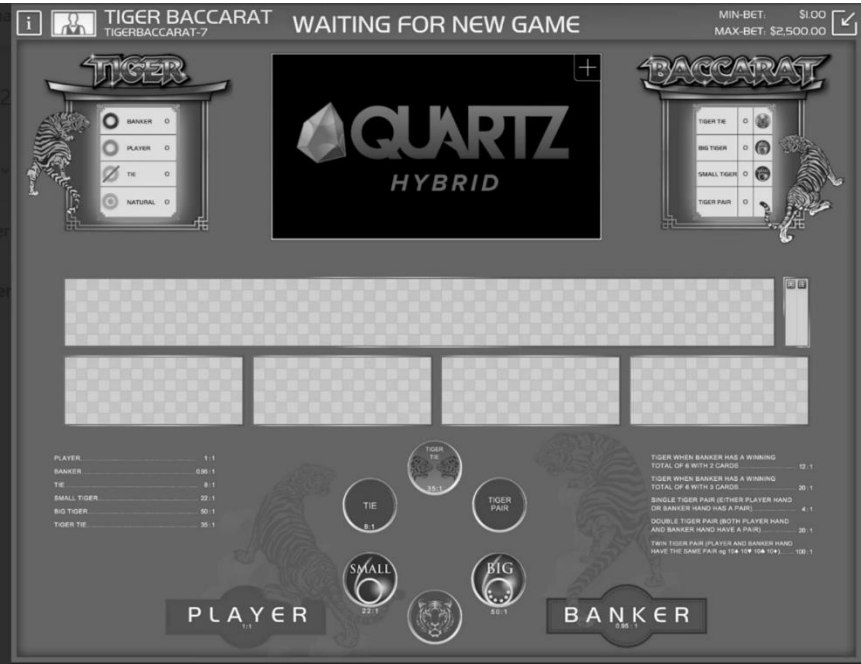 i
TIGER BACCARAT
TIGERBACCARAT-7
WAITING FOR NEW GAME
MIN-BET: $1.00
MAX-BET: $2,500.00
TIGER
BANKER 0
PLAYER 0
TIE 0
NATURAL 0
QUARTZ
HYBRID
BACCARAT
TIGER TIE 0
BIG TIGER 0
SMALL TIGER 0
TIGER PAIR 0
PLAYER 1:1
BANKER 0.95:1
TIE 8:1
SMALL TIGER 22:1
BIG TIGER 50:1
TIGER TIE 35:1
TIGER
TIE
35:1
TIE
8:1
TIGER
PAIR
SMALL
22:1
BIG
50:1
TIGER WHEN BANKER HAS A WINNING
TOTAL OF 6 WITH 2 CARDS 12:1
TIGER WHEN BANKER HAS A WINNING
TOTAL OF 6 WITH 3 CARDS 20:1
SINGLE TIGER PAIR (EITHER PLAYER HAND
OR BANKER HAND HAS A PAIR) 4:1
DOUBLE TIGER PAIR (BOTH PLAYER HAND
AND BANKER HAND HAVE A PAIR) 20:1
TWIN TIGER PAIR (PLAYER AND BANKER HAND
HAVE THE SAME PAIR eg 10♠ 10♥ 10♣ 10♦) 100:1
PLAYER
1:1
BANKER
0.95:1